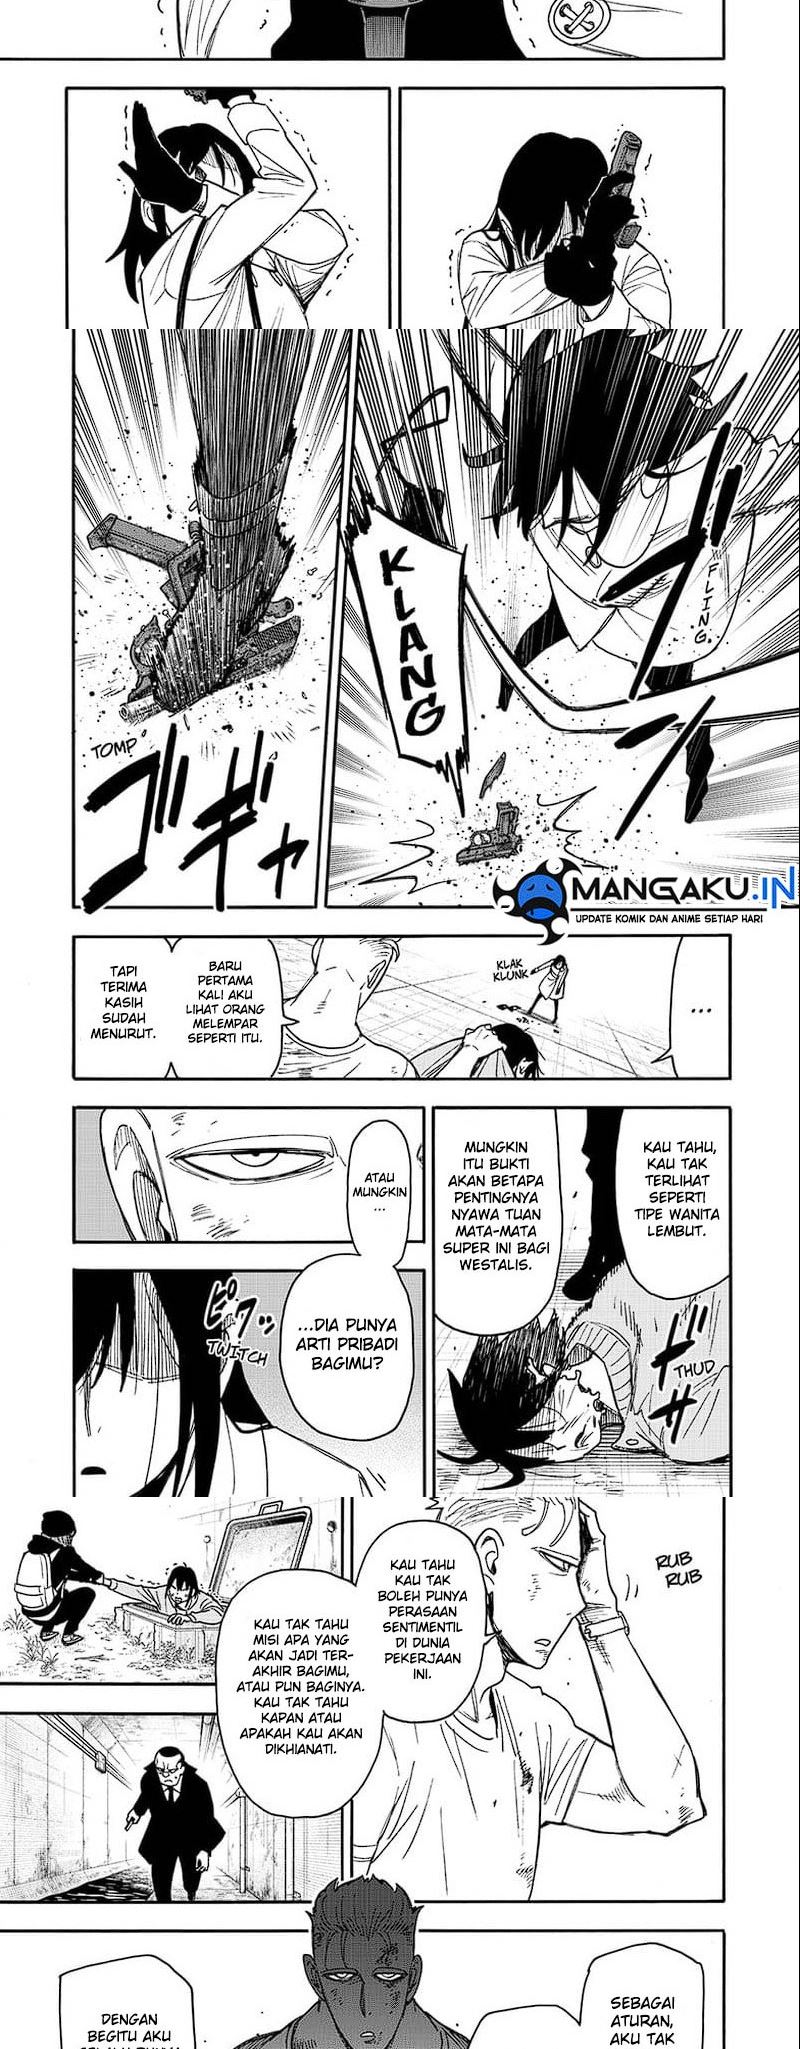 FLING
KLANG
TOMP
ゴギャ
MANGAKU.IN
UPDATE KOMIK DAN ANIME SETIAP HARI
...
KLAK
KLUNK
BARU
PERTAMA
KALI AKU
LIHAT ORANG
MELEMPAR
SEPERTI ITU.
TAPI
TERIMA
KASIH
SUDAH
MENURUT.
KAU TAHU,
KAU TAK
TERLIHAT
SEPERTI
TIPE WANITA
LEMBUT.
MUNGKIN
ITU BUKTI
AKAN BETAPA
PENTINGNYA
NYAWA TUAN
MATA-MATA
SUPER INI BAGI
WESTALIS.
ドサ
THUD
ATAU
MUNGKIN
...
...DIA PUNYA
ARTI PRIBADI
BAGIMU?
ピクッ
TWITCH
RUB
RUB
KAU TAHU
KAU TAK
BOLEH PUNYA
PERASAAN
SENTIMENTIL
DI DUNIA
PEKERJAAN
INI.
KAU TAK TAHU
MISI APA YANG
AKAN JADI TER-
AKHIR BAGIMU,
ATAU PUN BAGINYA.
KAU TAK TAHU
KAPAN ATAU
APAKAH KAU AKAN
DIKHIANATI.
SEBAGAI
ATURAN,
AKU TAK
DENGAN
BEGITU AKU